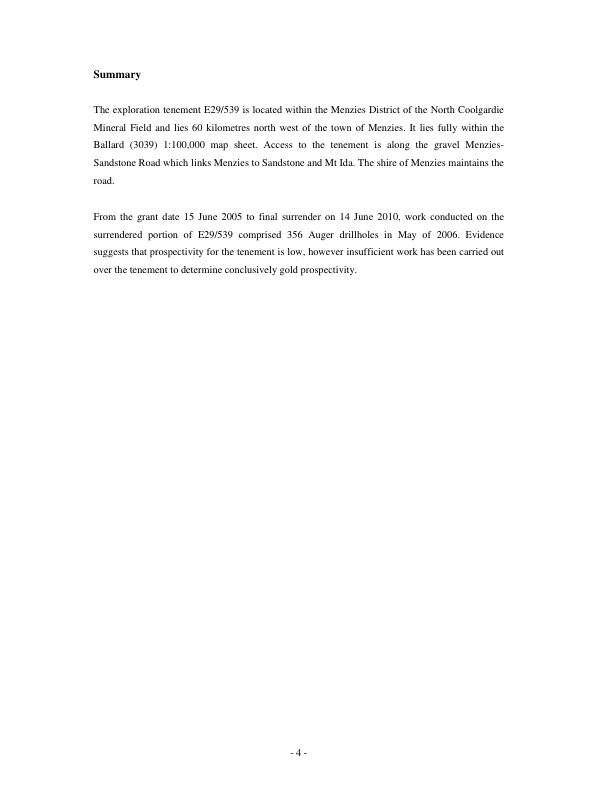 Summary
The exploration tenement E29/539 is located within the Menzies District of the North Coolgardie
Mineral Field and lies 60 kilometres north west of the town of Menzies. It lies fully within the
Ballard (3039) 1:100,000 map sheet. Access to the tenement is along the gravel Menzies-
Sandstone Road which links Menzies to Sandstone and Mt Ida. The shire of Menzies maintains the
road.
From the grant date 15 June 2005 to final surrender on 14 June 2010, work conducted on the
surrendered portion of E29/539 comprised 356 Auger drillholes in May of 2006. Evidence
suggests that prospectivity for the tenement is low, however insufficient work has been carried out
over the tenement to determine conclusively gold prospectivity.
- 4 -